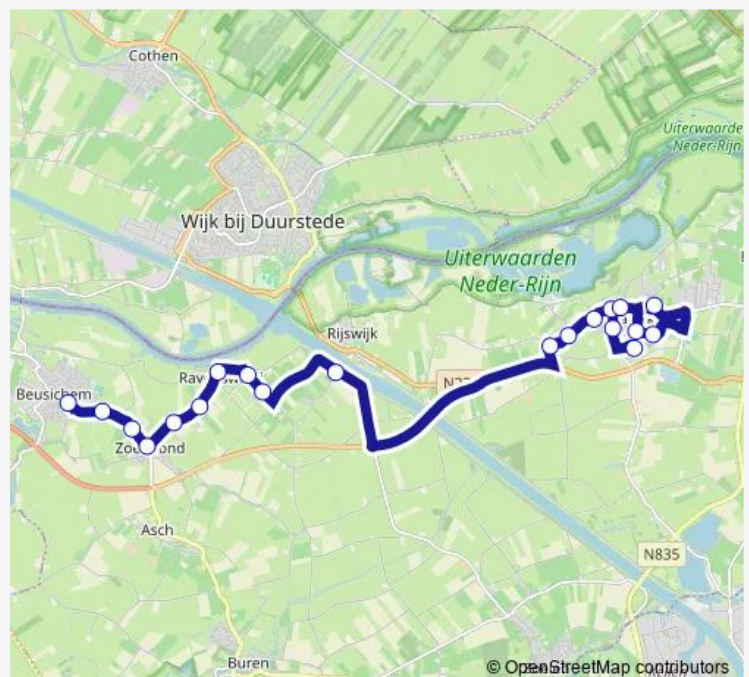 Cothen
Uiterwaarden
Neder-Rijn
Wijk bij Duurstede
Uiterwaarden
Neder-Rijn
Rijswijk
Beusichem
Asch
N835
Buren
© OpenStreetMap contributors